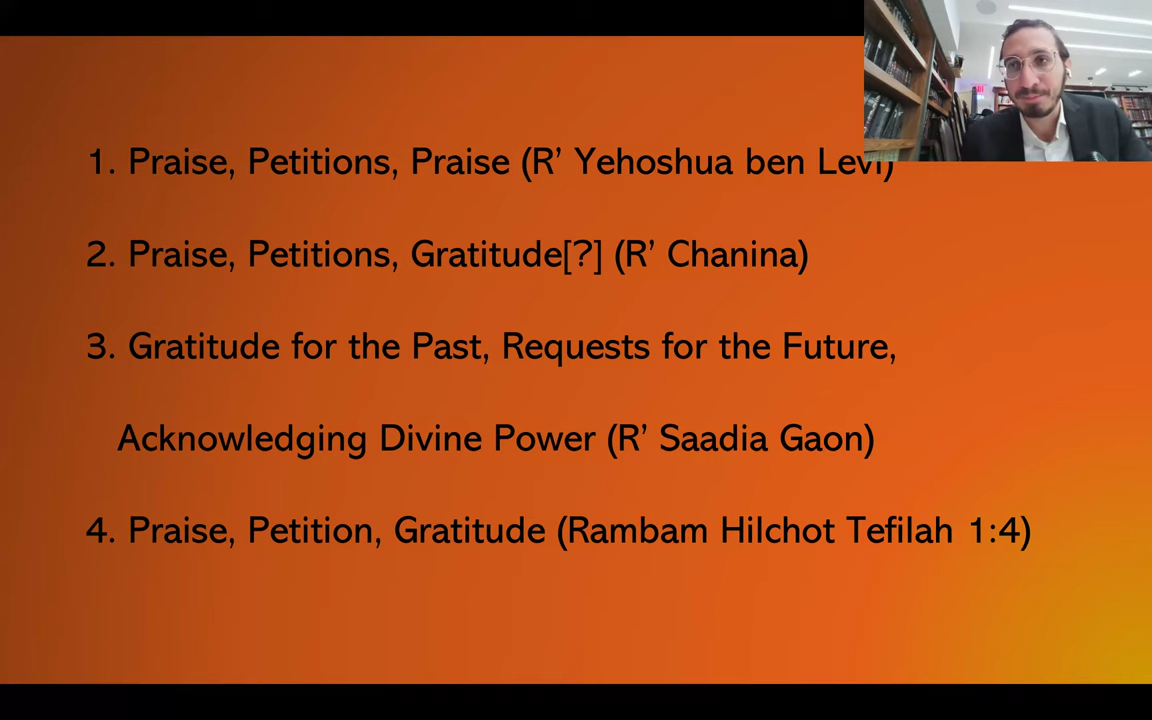 1. Praise, Petitions, Praise (R’ Yehoshua ben Levi)
2. Praise, Petitions, Gratitude[?] (R’ Chanina)
3. Gratitude for the Past, Requests for the Future,
Acknowledging Divine Power (R’ Saadia Gaon)
4. Praise, Petition, Gratitude (Rambam Hilchot Tefilah 1:4)